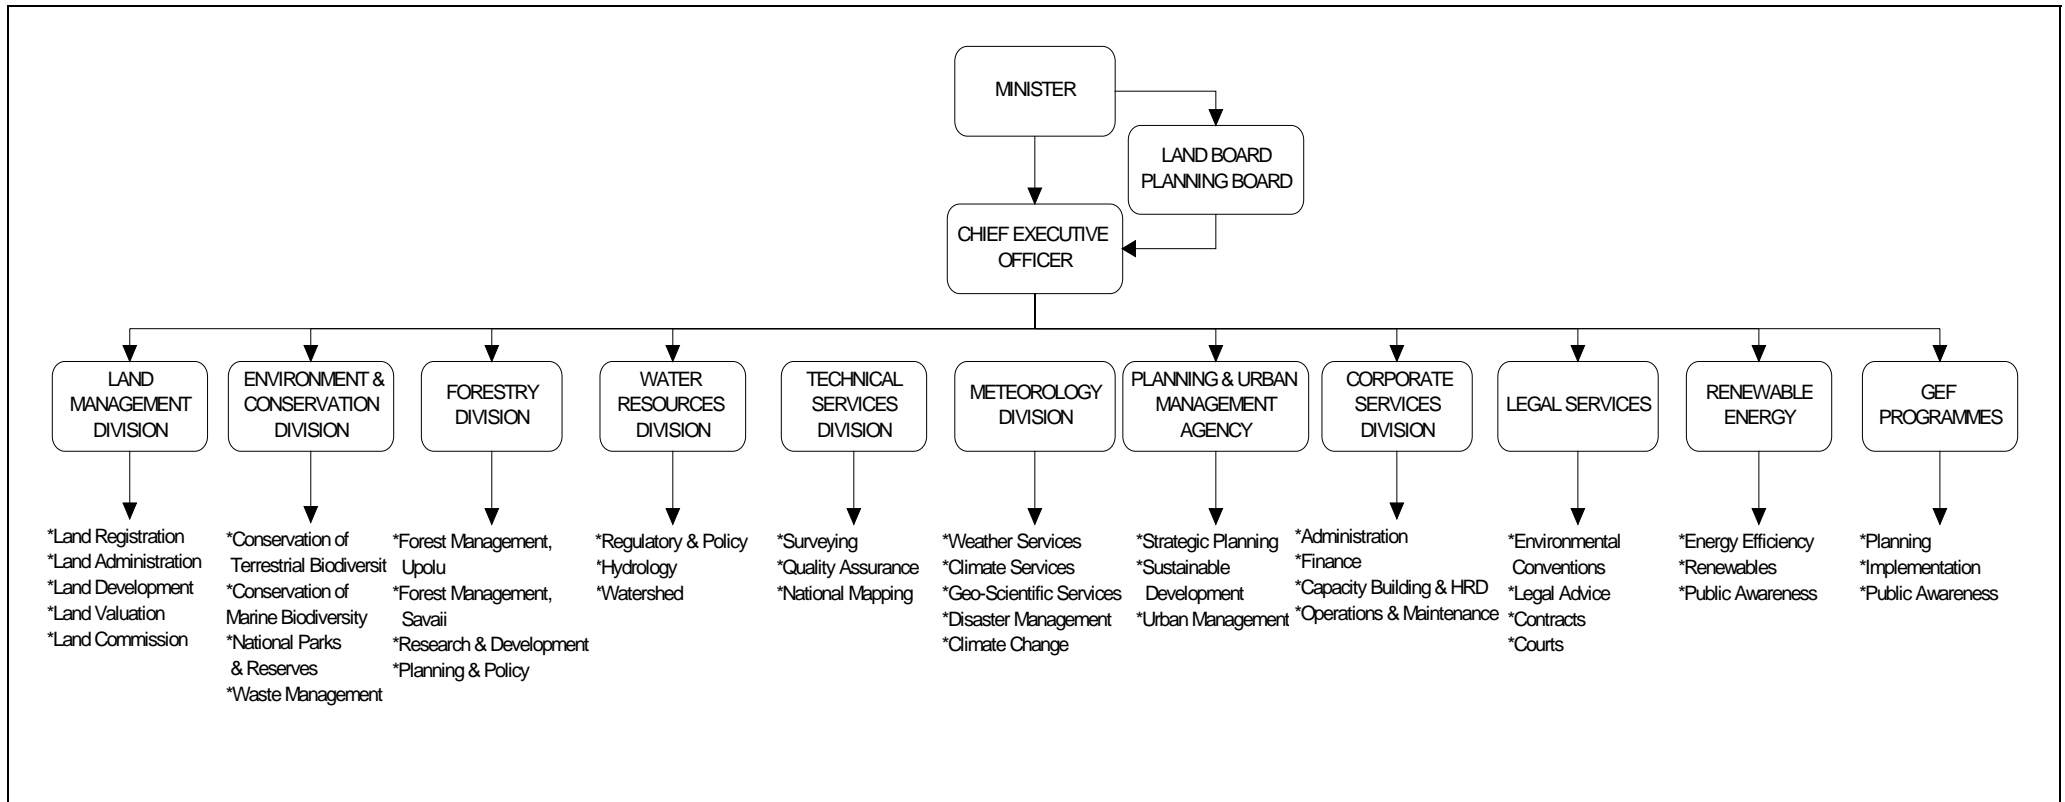 MINISTER
LAND BOARD
PLANNING BOARD
CHIEF EXECUTIVE
OFFICER
LAND
MANAGEMENT
DIVISION
ENVIRONMENT &
CONSERVATION
DIVISION
FORESTRY
DIVISION
WATER
RESOURCES
DIVISION
TECHNICAL
SERVICES
DIVISION
METEOROLOGY
DIVISION
PLANNING & URBAN
MANAGEMENT
AGENCY
CORPORATE
SERVICES
DIVISION
LEGAL SERVICES
RENEWABLE
ENERGY
GEF
PROGRAMMES
*Land Registration
*Land Administration
*Land Development
*Land Valuation
*Land Commission
*Conservation of
Terrestrial Biodiversit
*Conservation of
Marine Biodiversity
*National Parks
& Reserves
*Waste Management
*Forest Management,
Upolu
*Forest Management,
Savaii
*Research & Development
*Planning & Policy
*Regulatory & Policy
*Hydrology
*Watershed
*Surveying
*Quality Assurance
*National Mapping
*Weather Services
*Climate Services
*Geo-Scientific Services
*Disaster Management
*Climate Change
*Strategic Planning
*Sustainable
Development
*Urban Management
*Administration
*Finance
*Capacity Building & HRD
*Operations & Maintenance
*Environmental
Conventions
*Legal Advice
*Contracts
*Courts
*Energy Efficiency
*Renewables
*Public Awareness
*Planning
*Implementation
*Public Awareness